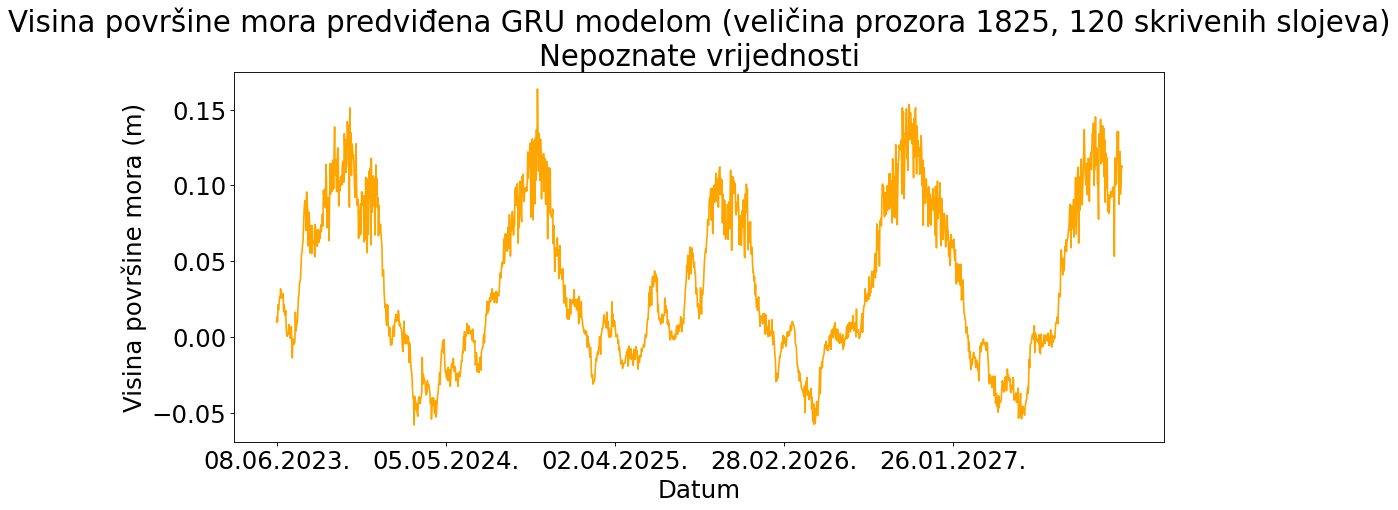 Visina površine mora predviđena GRU modelom (veličina prozora 1825, 120 skrivenih slojeva)
Nepoznate vrijednosti
Visina površine mora (m)
0.15
0.10
0.05
0.00
−0.05
08.06.2023. 05.05.2024. 02.04.2025. 28.02.2026. 26.01.2027.
Datum